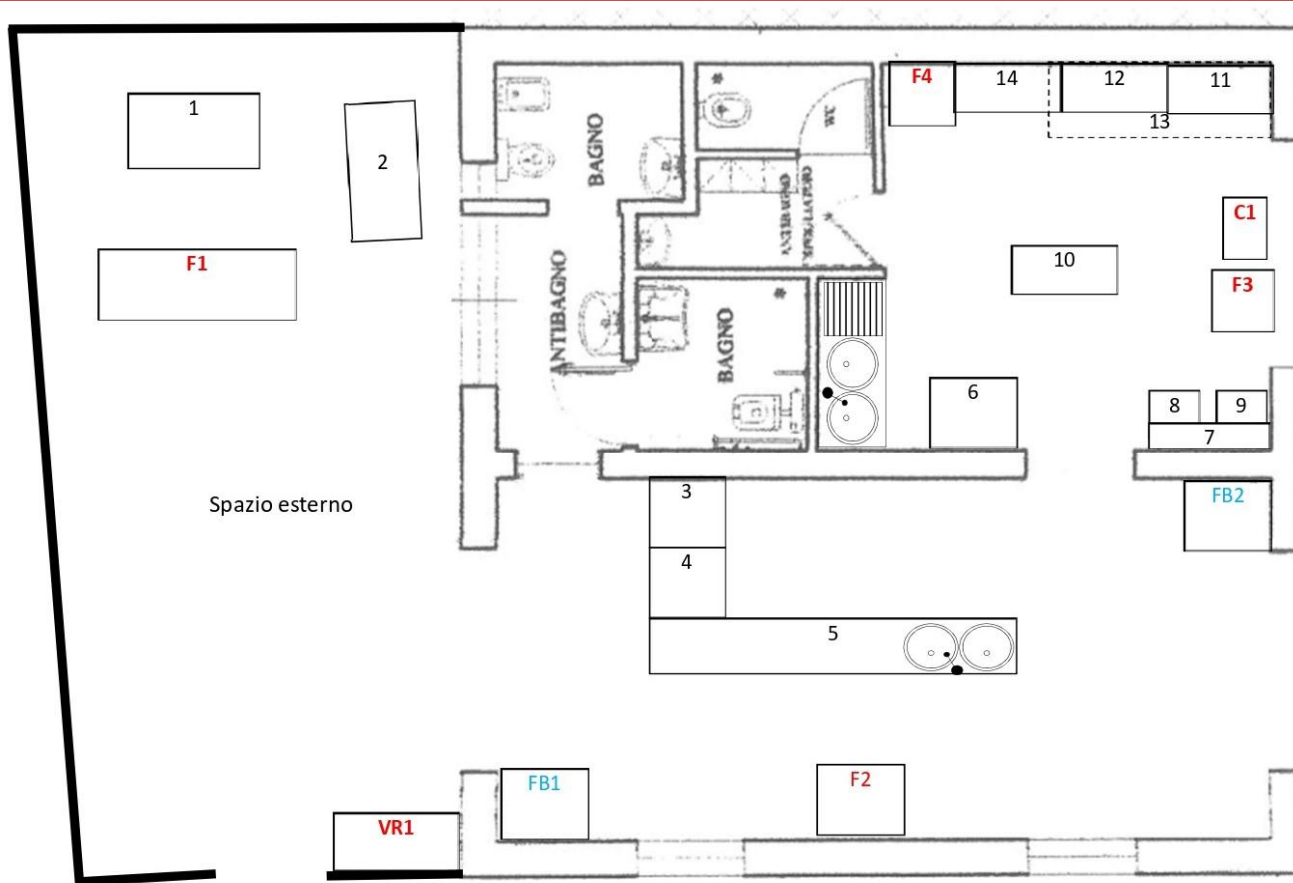 F4
14
12
11
13
1
2
F1
BAGNO
WC
C1
F3
10
ANTIBAGNO
BAGNO
6
8
9
7
Spazio esterno
3
4
5
FB2
FB1
F2
VR1